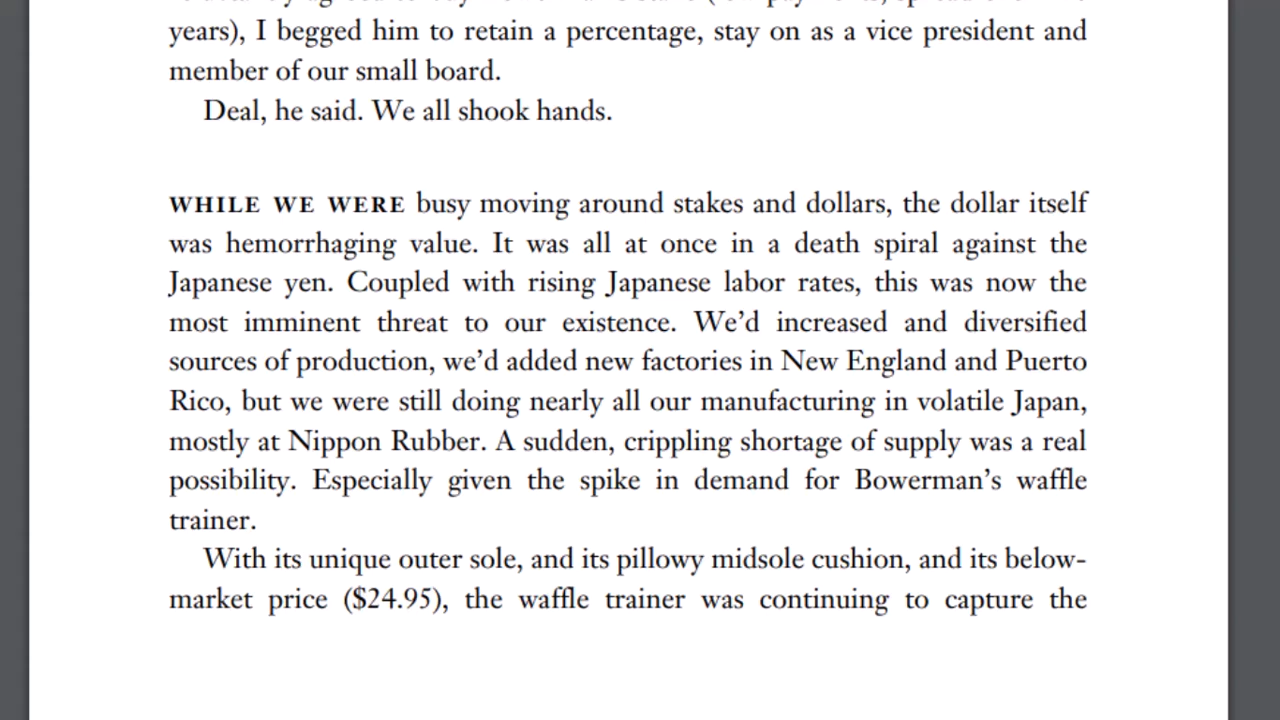 years), I begged him to retain a percentage, stay on as a vice president and
member of our small board.
Deal, he said. We all shook hands.
WHILE WE WERE busy moving around stakes and dollars, the dollar itself
was hemorrhaging value. It was all at once in a death spiral against the
Japanese yen. Coupled with rising Japanese labor rates, this was now the
most imminent threat to our existence. We’d increased and diversified
sources of production, we’d added new factories in New England and Puerto
Rico, but we were still doing nearly all our manufacturing in volatile Japan,
mostly at Nippon Rubber. A sudden, crippling shortage of supply was a real
possibility. Especially given the spike in demand for Bowerman’s waffle
trainer.
With its unique outer sole, and its pillowy midsole cushion, and its below-
market price ($24.95), the waffle trainer was continuing to capture the